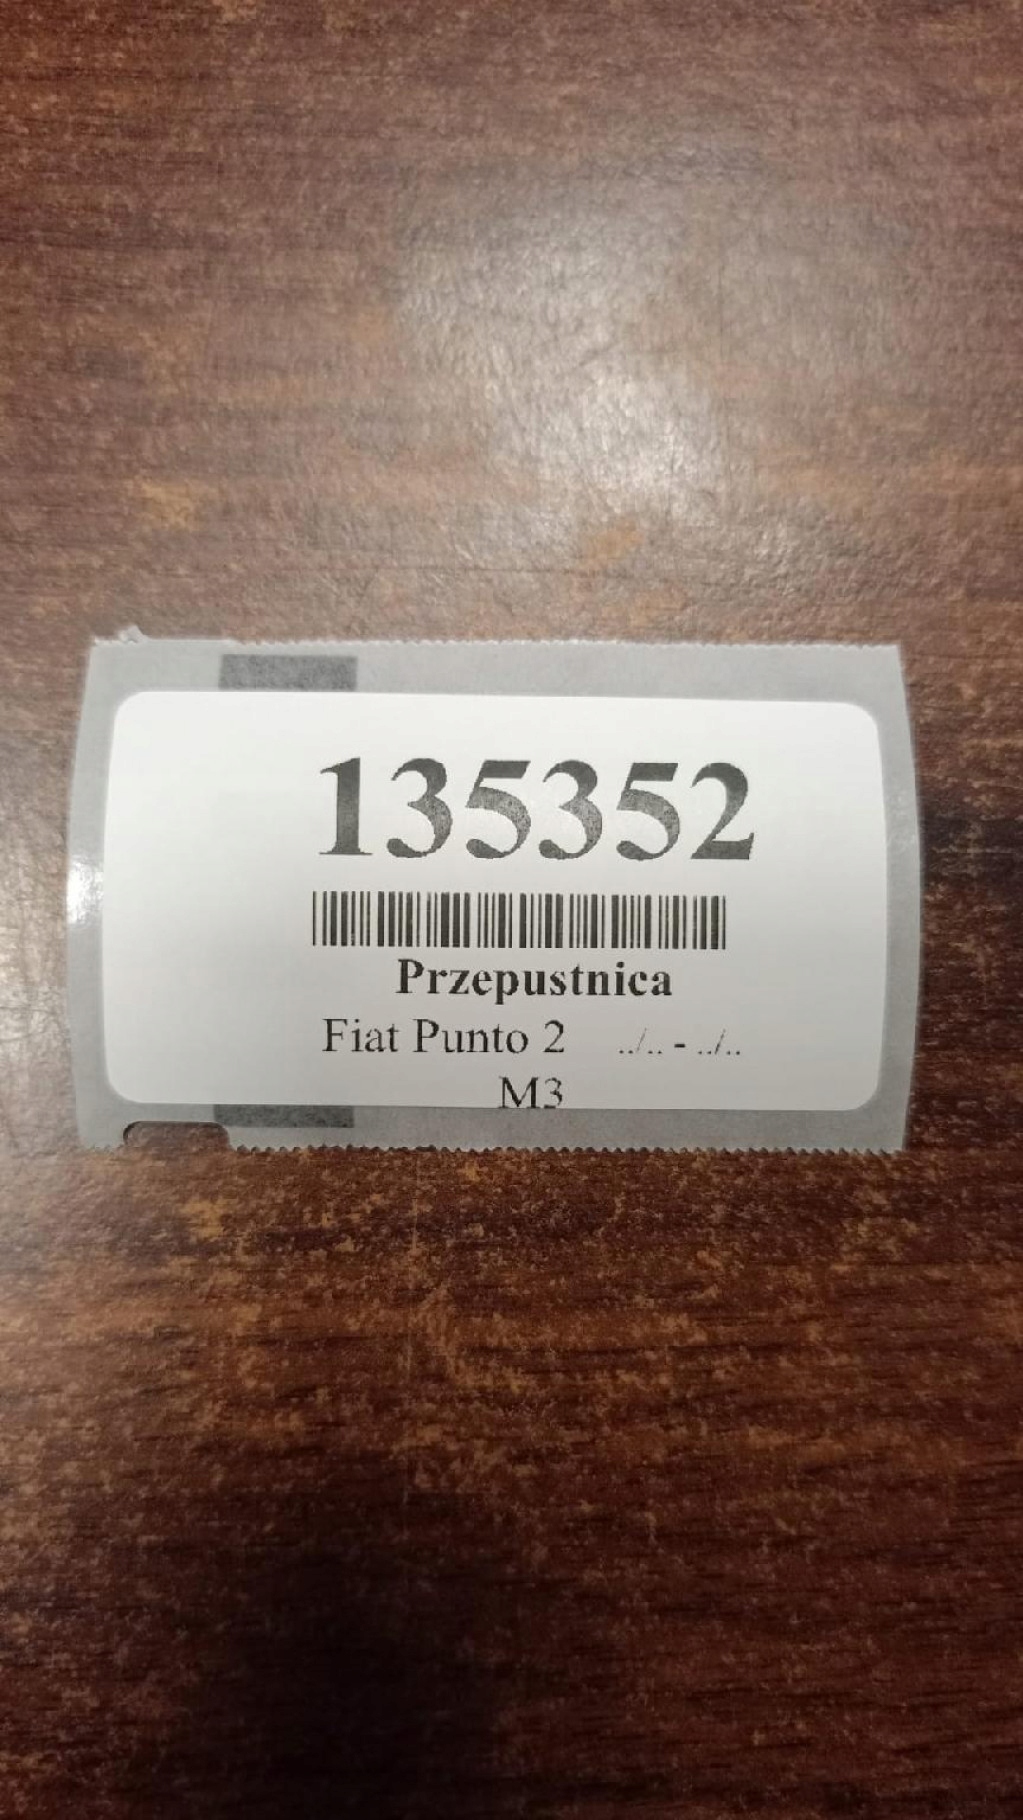 135352
Przepustnica
Fiat Punto 2 ../.. - ../..
M3